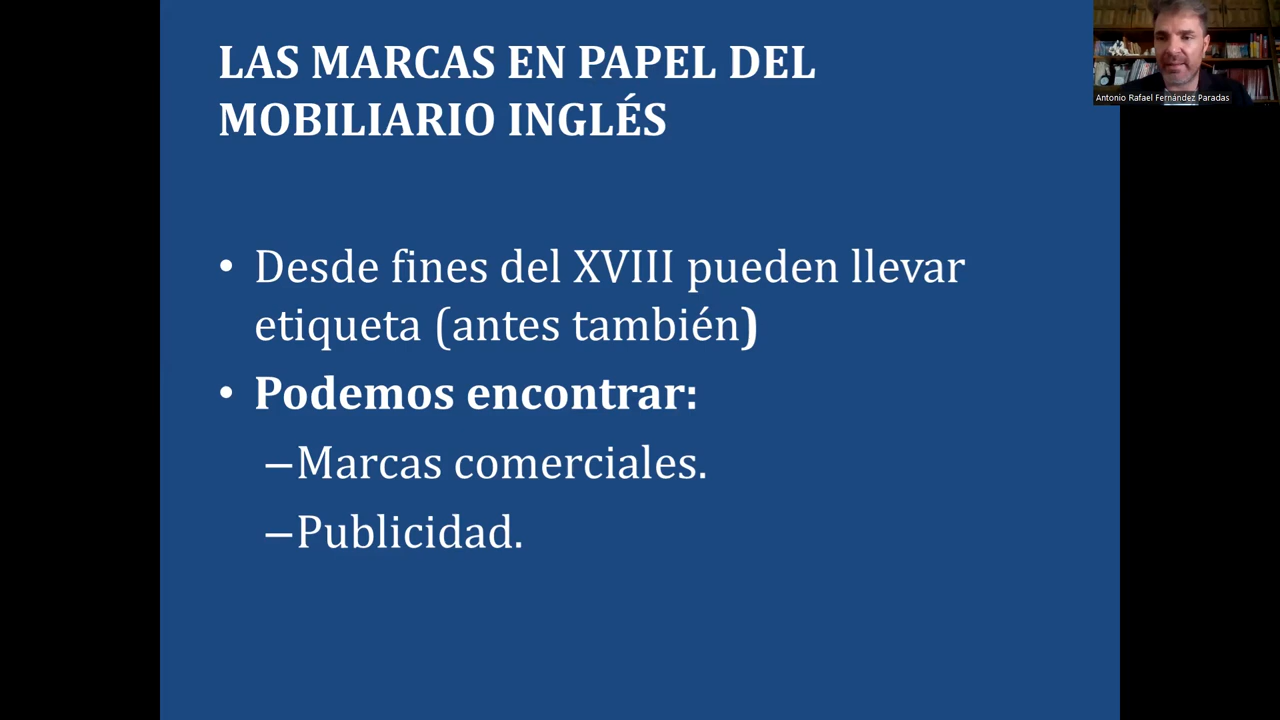 LAS MARCAS EN PAPEL DEL
MOBILIARIO INGLÉS
• Desde fines del XVIII pueden llevar
etiqueta (antes también)
• Podemos encontrar:
–Marcas comerciales.
–Publicidad.
Antonio Rafael Fernández Paradas